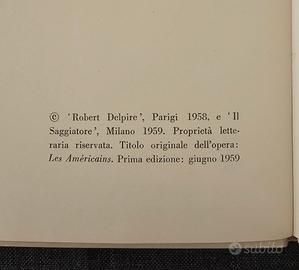 © 'Robert Delpire', Parigi 1958, e 'Il
Saggiatore', Milano 1959. Proprietà lette-
raria riservata. Titolo originale dell'opera:
Les Américains. Prima edizione: giugno 1959
subito